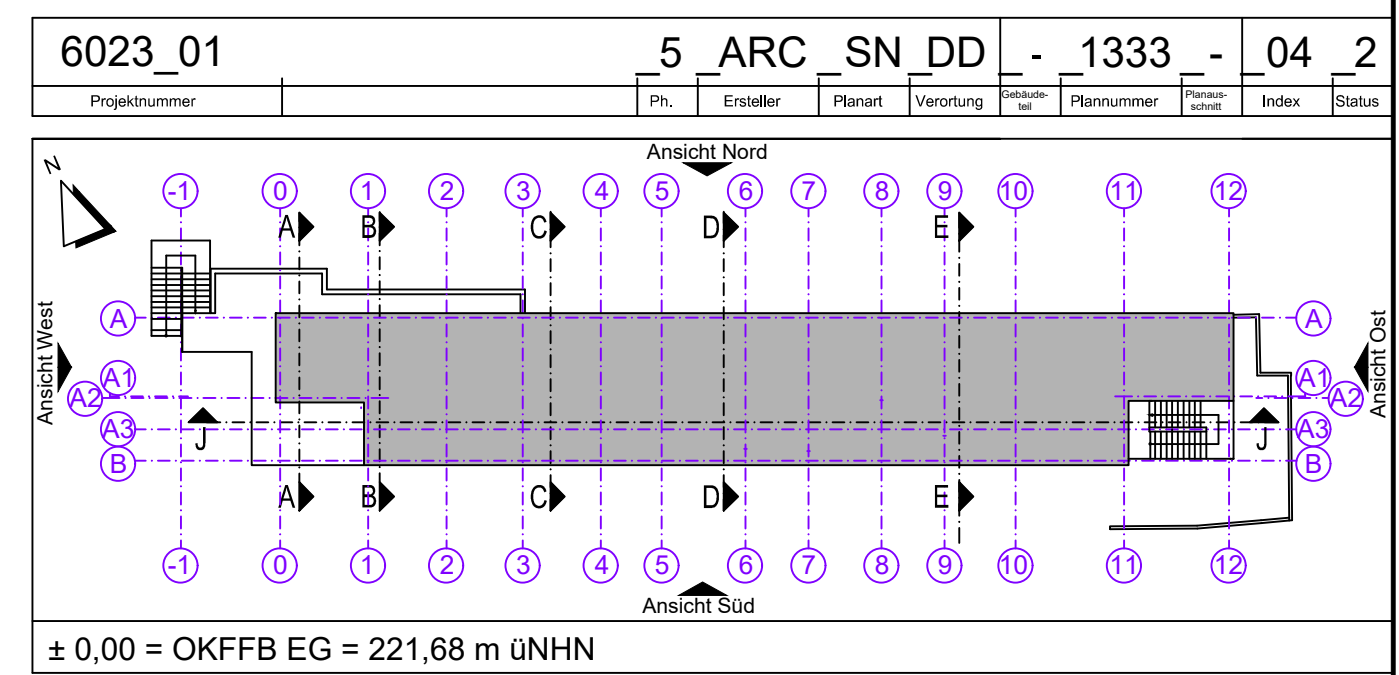 6023_01 _5 _ARC _SN _DD _- _1333 _- _04 _2
Projektnummer Ph. Ersteller Planart Verortung Gebäude-teil Plannummer Planaus-schnitt Index Status
Ansicht Nord
N
-1 0 1 2 3 4 5 6 7 8 9 10 11 12
A B C D E
A A
Ansicht West
Ansicht Ost
A1 A1
A2 A2
A3 A3
J J
B B
A B C D E
-1 0 1 2 3 4 5 6 7 8 9 10 11 12
Ansicht Süd
± 0,00 = OKFFB EG = 221,68 m üNHN